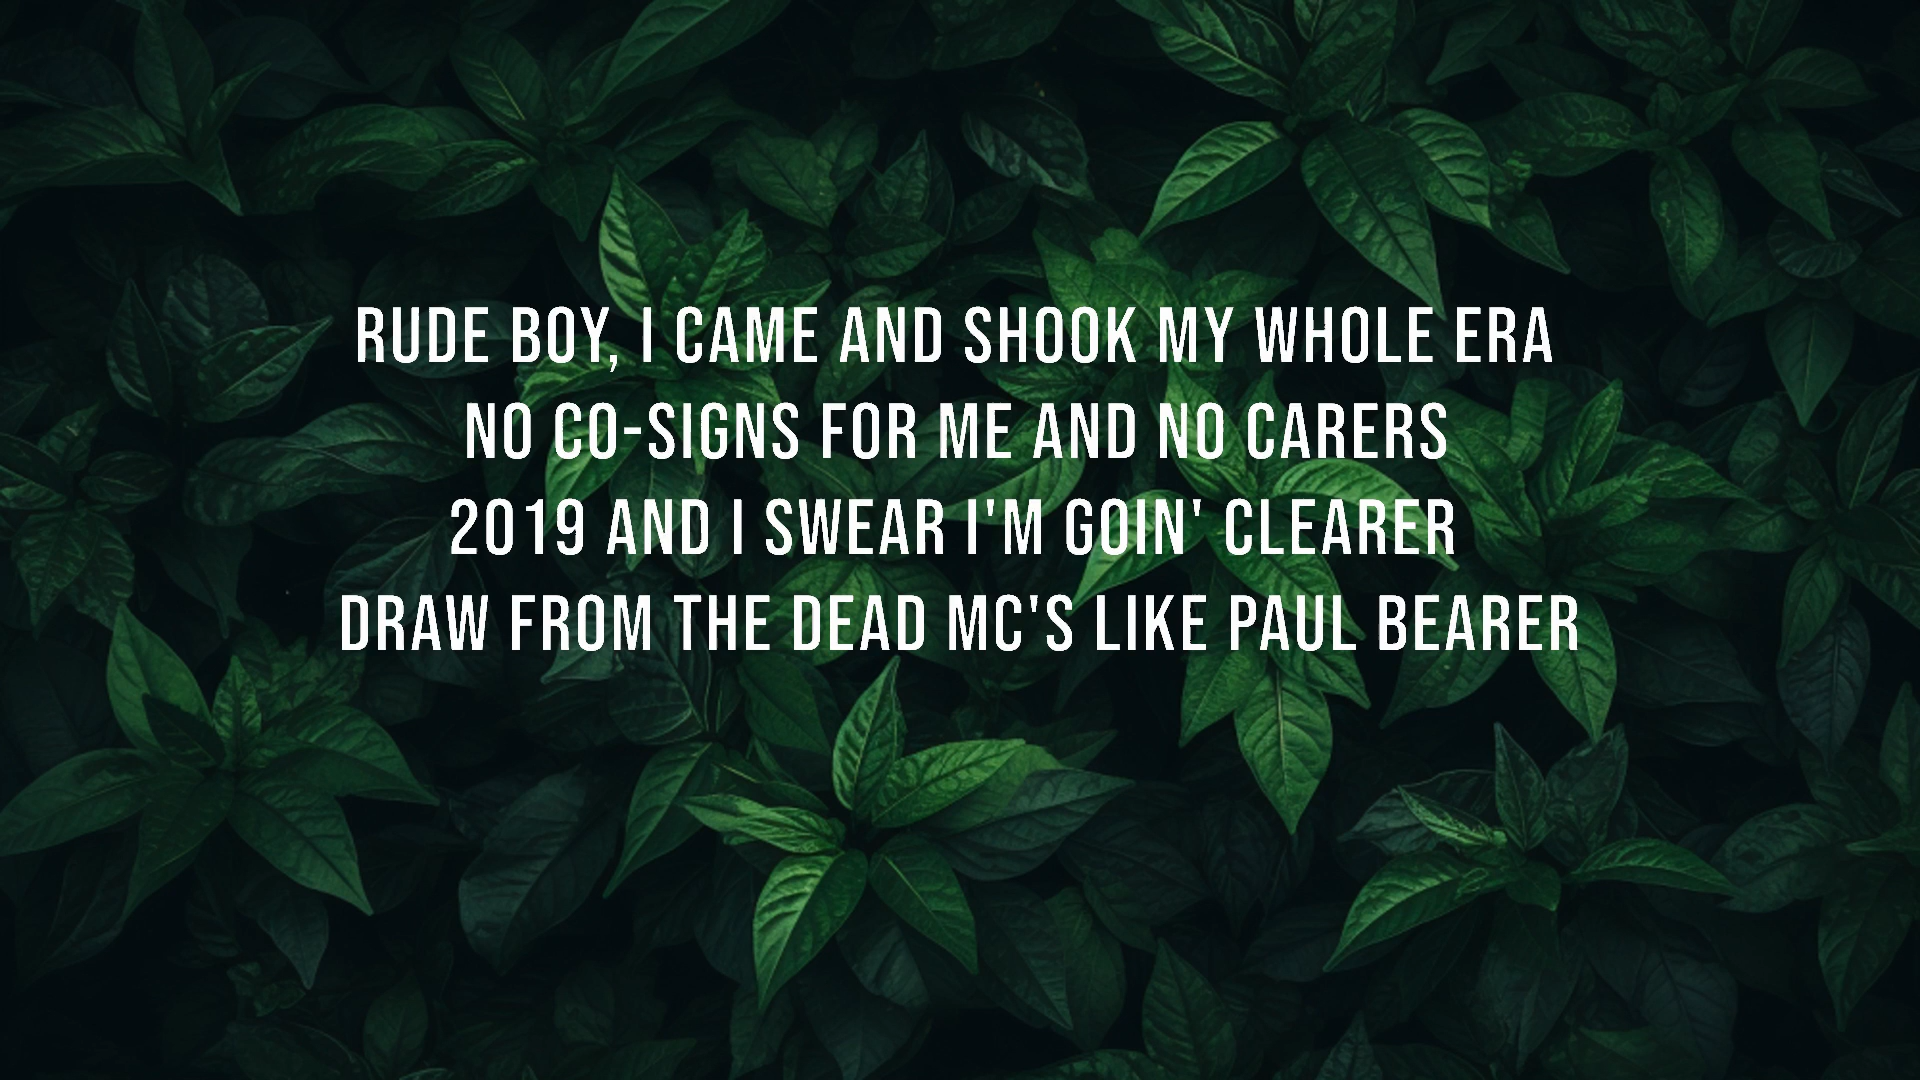 RUDE BOY, I CAME AND SHOOK MY WHOLE ERA
NO CO-SIGNS FOR ME AND NO CARERS
2019 AND I SWEAR I'M GOIN' CLEARER
DRAW FROM THE DEAD MC'S LIKE PAUL BEARER